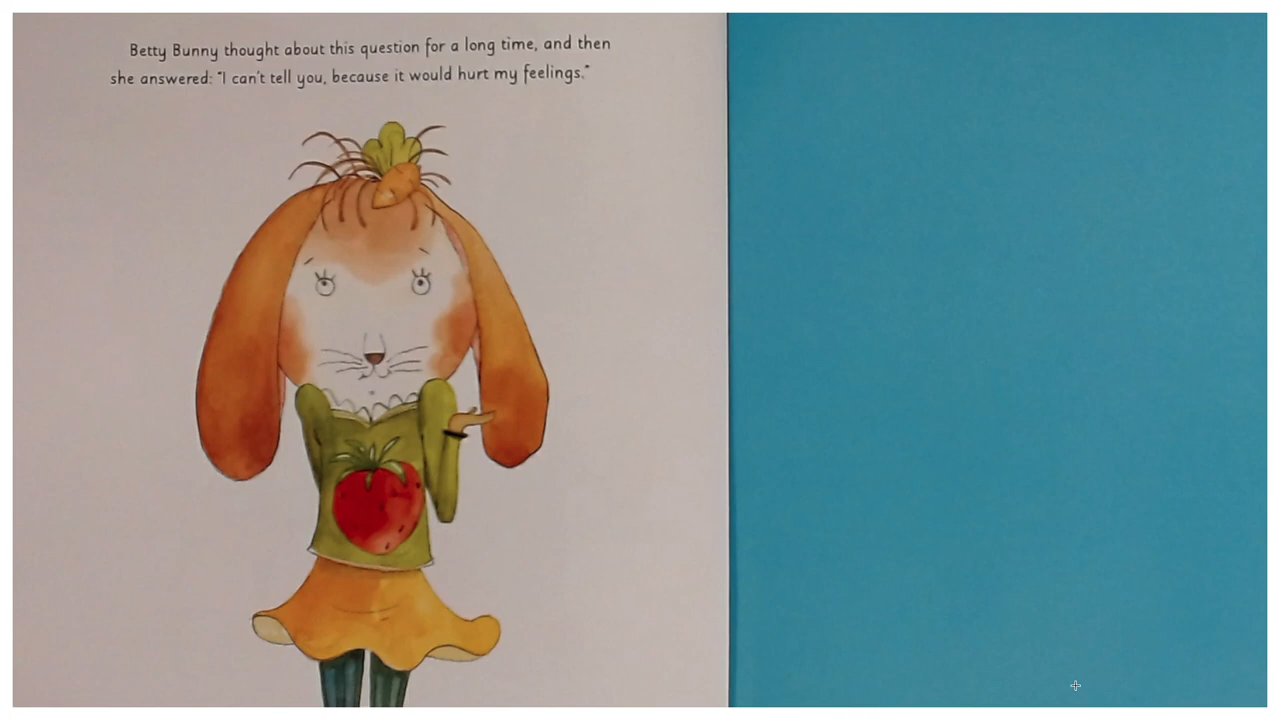 Betty Bunny thought about this question for a long time, and then
she answered: "I can't tell you, because it would hurt my feelings."